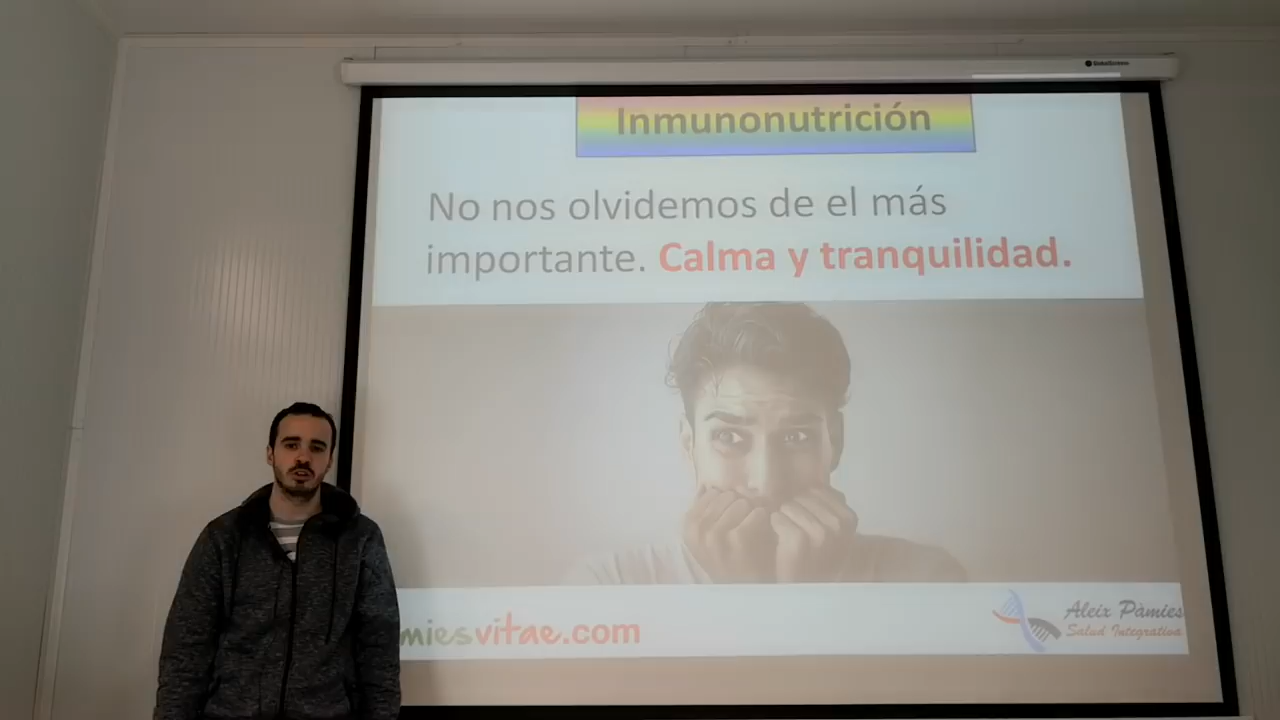 Inmunonutrición
No nos olvidemos de el más
importante. Calma y tranquilidad.
miesvitae.com
Aleix Pàmies
Salud Integrativa